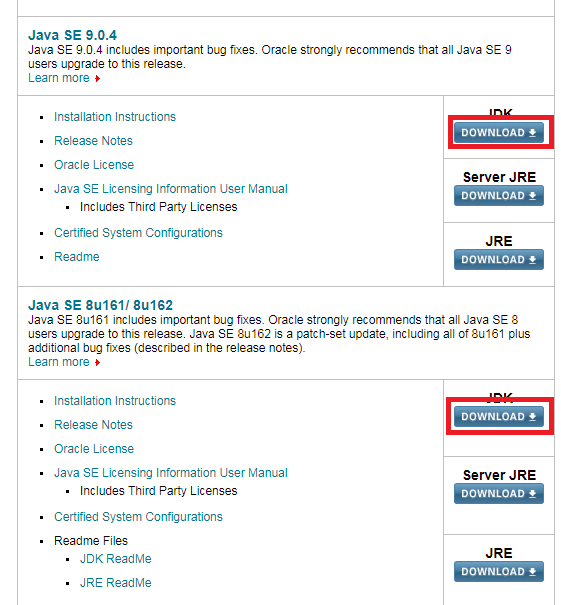 Java SE 9.0.4
Java SE 9.0.4 includes important bug fixes. Oracle strongly recommends that all Java SE 9
users upgrade to this release.
Learn more
Installation Instructions
Release Notes
Oracle License
Java SE Licensing Information User Manual
Includes Third Party Licenses
Certified System Configurations
Readme
JDK
DOWNLOAD
Server JRE
DOWNLOAD
JRE
DOWNLOAD
Java SE 8u161/ 8u162
Java SE 8u161 includes important bug fixes. Oracle strongly recommends that all Java SE 8
users upgrade to this release. Java SE 8u162 is a patch-set update, including all of 8u161 plus
additional bug fixes (described in the release notes).
Learn more
Installation Instructions
Release Notes
Oracle License
Java SE Licensing Information User Manual
Includes Third Party Licenses
Certified System Configurations
Readme Files
JDK ReadMe
JRE ReadMe
JDK
DOWNLOAD
Server JRE
DOWNLOAD
JRE
DOWNLOAD